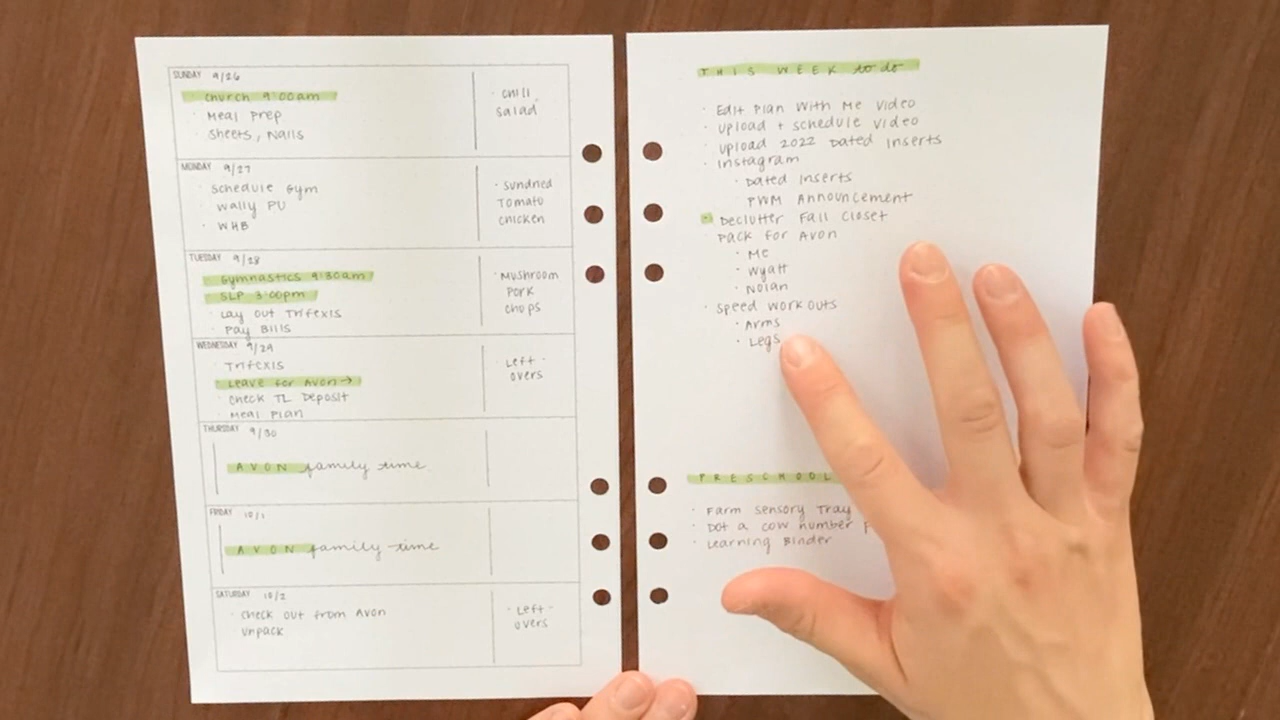 SUNDAY 9/26
· Church 9:00am
· Meal Prep
· Sheets, Nails
· Chili
Salad
MONDAY 9/27
· Schedule Gym
· Wally PU
· WHB
· Sundried
Tomato
Chicken
TUESDAY 9/28
· Gymnastics 9:30am
· SLP 3:00pm
· Lay out Trifexis
· Pay Bills
· Mushroom
Pork
Chops
WEDNESDAY 9/29
· Trifexis
· Leave for Avon →
· Check TL Deposit
· Meal Plan
· Left-
overs
THURSDAY 9/30
AVON family time
FRIDAY 10/1
AVON family time
SATURDAY 10/2
· Check out from Avon
· Unpack
· Left-
overs
THIS WEEK to do
· Edit Plan With Me Video
· Upload + Schedule Video
· Upload 2022 Dated Inserts
· Instagram
· Dated Inserts
· PWM Announcement
· Declutter Fall Closet
· Pack for Avon
· Me
· Wyatt
· Nolan
· Speed Workouts
· Arms
· Legs
PRESCHOOL
· Farm Sensory Tray
· Dot a Cow Number
· Learning Binder